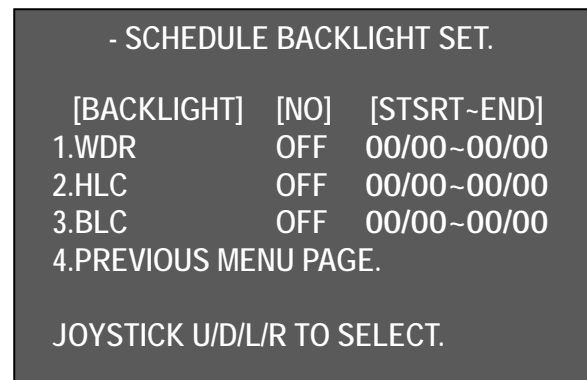 - SCHEDULE BACKLIGHT SET.
[BACKLIGHT] [NO] [STSRT~END]
1.WDR OFF 00/00~00/00
2.HLC OFF 00/00~00/00
3.BLC OFF 00/00~00/00
4.PREVIOUS MENU PAGE.
JOYSTICK U/D/L/R TO SELECT.